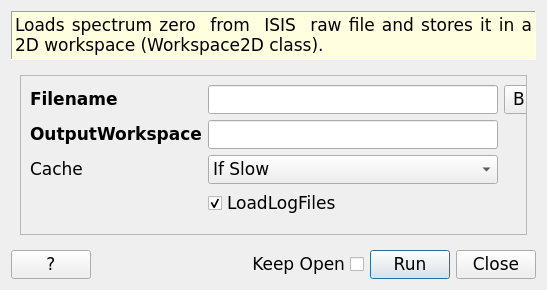 Loads spectrum zero from ISIS raw file and stores it in a
2D workspace (Workspace2D class).
Filename
B
OutputWorkspace
Cache If Slow
LoadLogFiles
? Keep Open Run Close